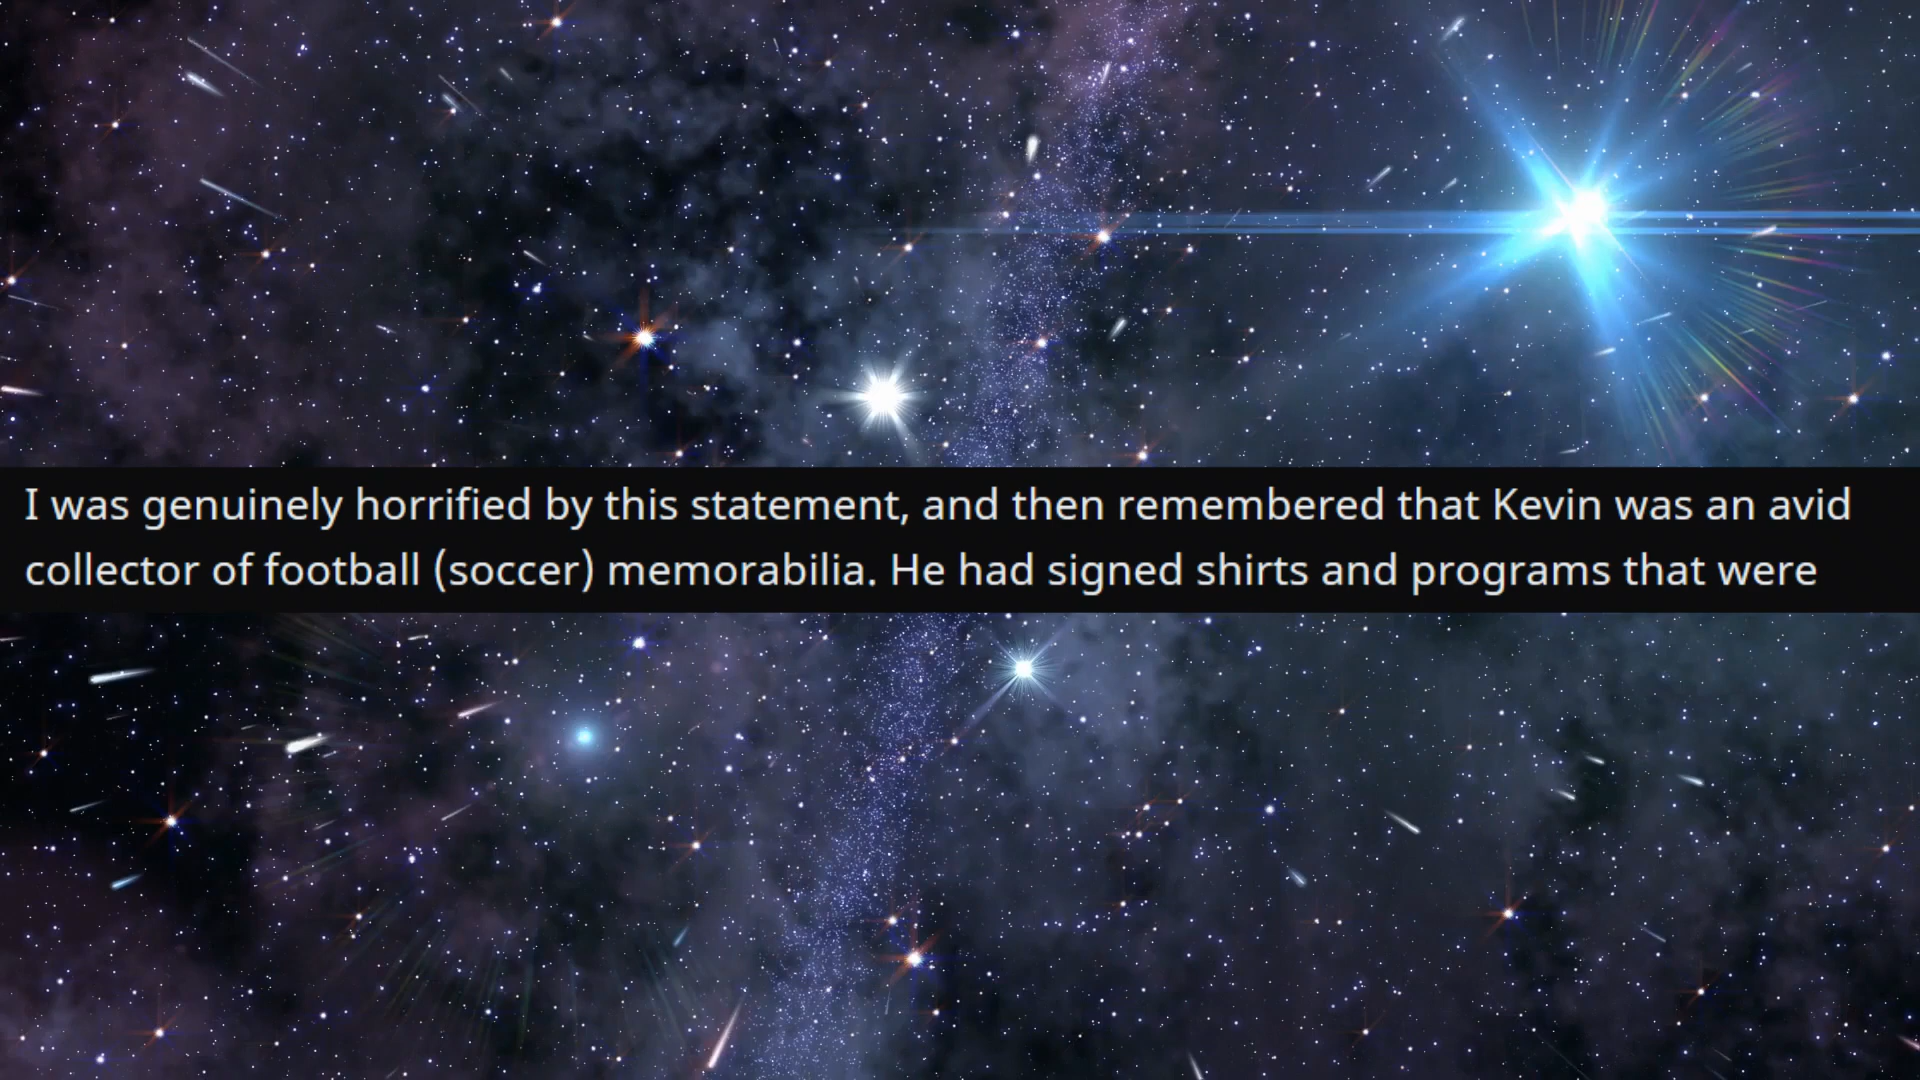 I was genuinely horrified by this statement, and then remembered that Kevin was an avid
collector of football (soccer) memorabilia. He had signed shirts and programs that were